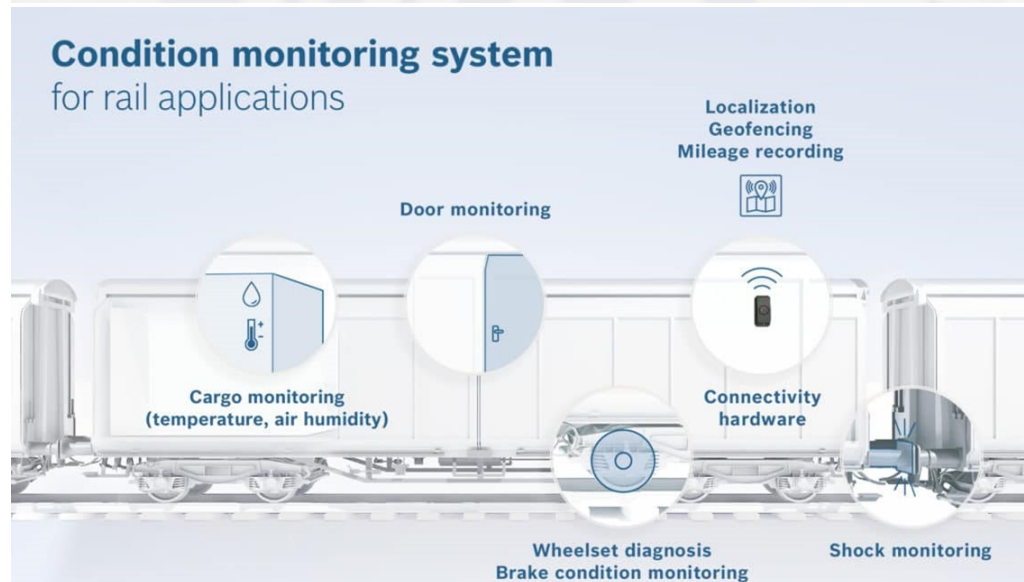 Condition monitoring system
for rail applications
Localization
Geofencing
Mileage recording
Door monitoring
Cargo monitoring
(temperature, air humidity)
Connectivity
hardware
Wheelset diagnosis
Brake condition monitoring
Shock monitoring